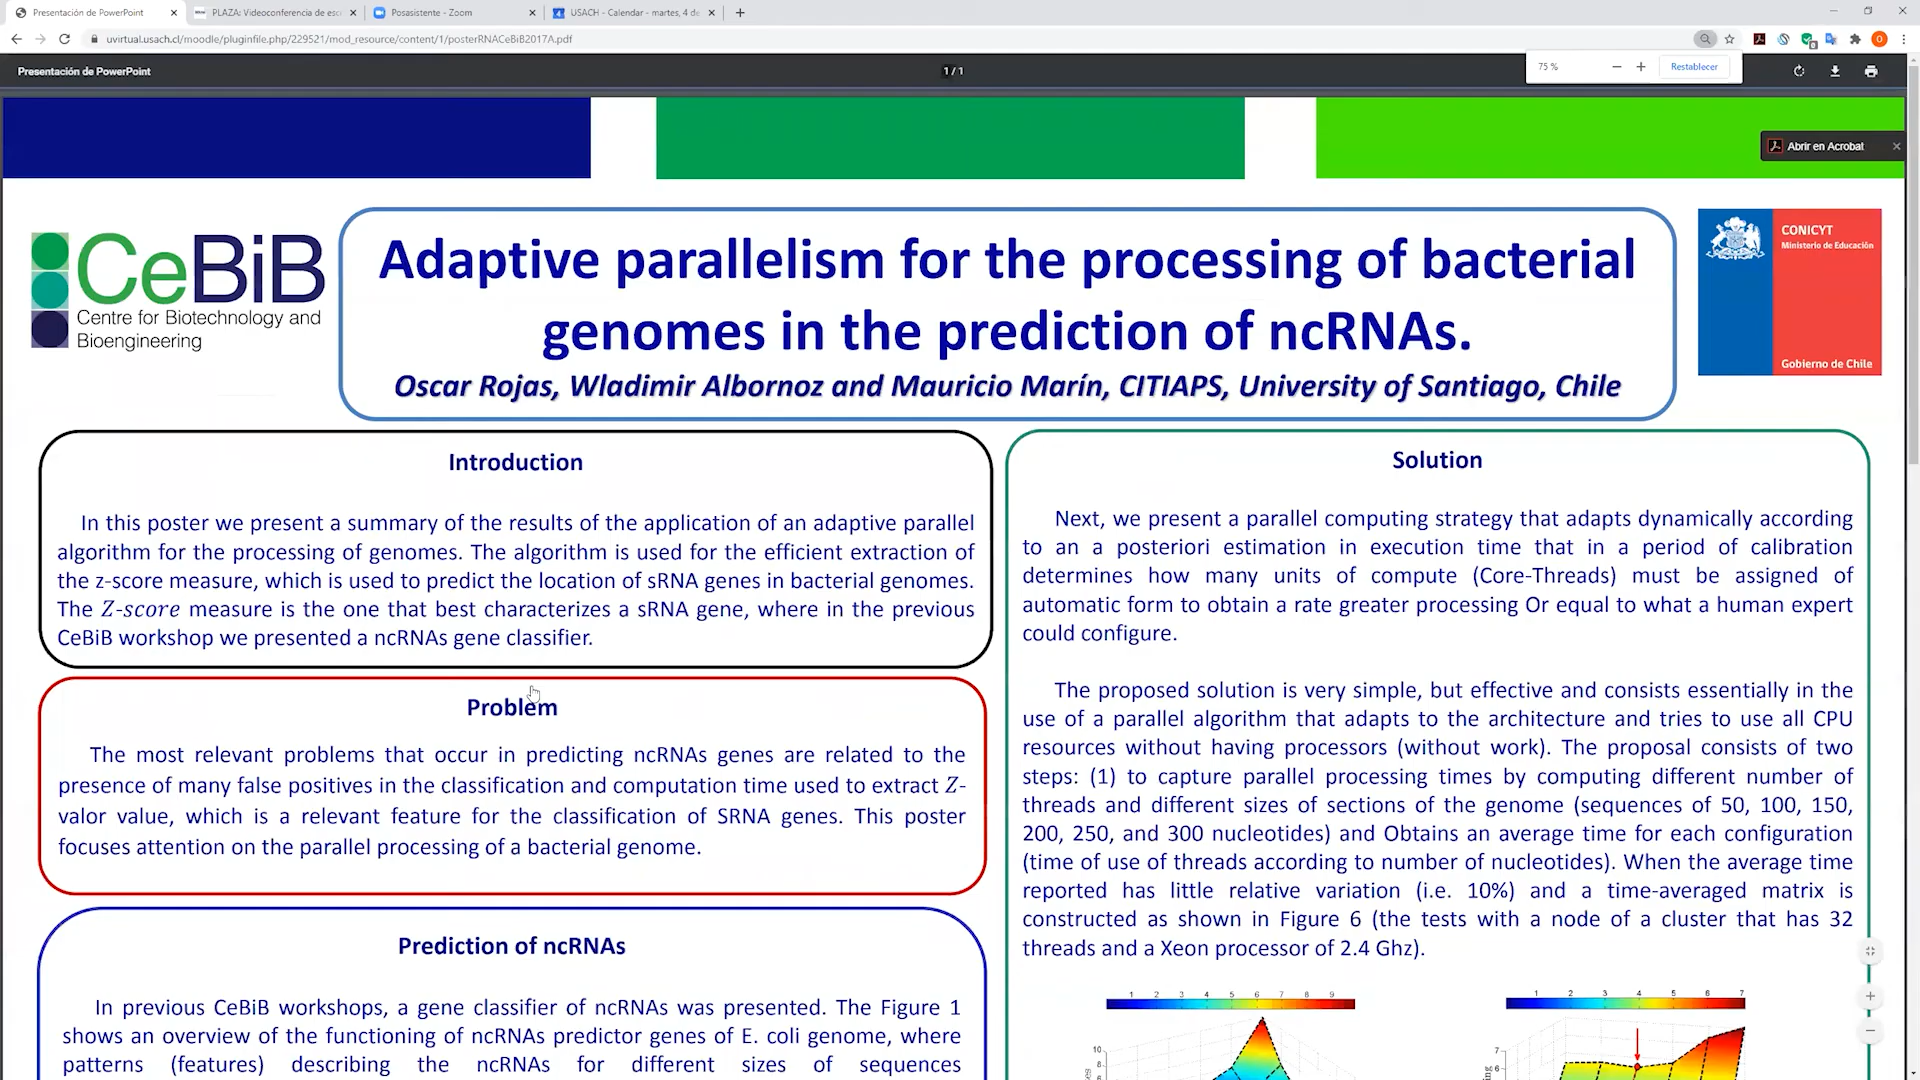 Presentación de PowerPoint
PLAZA: Videoconferencia de esc
Posasistente - Zoom
USACH - Calendar - martes, 4 de
uvirtual.usach.cl/moodle/pluginfile.php/229521/mod_resource/content/1/posterRNACeBiB2017A.pdf
Presentación de PowerPoint
1 / 1
75 %
Restablecer
Abrir en Acrobat
CeBiB
Centre for Biotechnology and
Bioengineering
Adaptive parallelism for the processing of bacterial
genomes in the prediction of ncRNAs.
Oscar Rojas, Wladimir Albornoz and Mauricio Marín, CITIAPS, University of Santiago, Chile
CONICYT
Ministerio de Educación
Gobierno de Chile
Introduction
In this poster we present a summary of the results of the application of an adaptive parallel
algorithm for the processing of genomes. The algorithm is used for the efficient extraction of
the z-score measure, which is used to predict the location of sRNA genes in bacterial genomes.
The Z-score measure is the one that best characterizes a sRNA gene, where in the previous
CeBiB workshop we presented a ncRNAs gene classifier.
Problem
The most relevant problems that occur in predicting ncRNAs genes are related to the
presence of many false positives in the classification and computation time used to extract Z-
valor value, which is a relevant feature for the classification of SRNA genes. This poster
focuses attention on the parallel processing of a bacterial genome.
Prediction of ncRNAs
In previous CeBiB workshops, a gene classifier of ncRNAs was presented. The Figure 1
shows an overview of the functioning of ncRNAs predictor genes of E. coli genome, where
patterns (features) describing the ncRNAs for different sizes of sequences
Solution
Next, we present a parallel computing strategy that adapts dynamically according
to an a posteriori estimation in execution time that in a period of calibration
determines how many units of compute (Core-Threads) must be assigned of
automatic form to obtain a rate greater processing Or equal to what a human expert
could configure.
The proposed solution is very simple, but effective and consists essentially in the
use of a parallel algorithm that adapts to the architecture and tries to use all CPU
resources without having processors (without work). The proposal consists of two
steps: (1) to capture parallel processing times by computing different number of
threads and different sizes of sections of the genome (sequences of 50, 100, 150,
200, 250, and 300 nucleotides) and Obtains an average time for each configuration
(time of use of threads according to number of nucleotides). When the average time
reported has little relative variation (i.e. 10%) and a time-averaged matrix is
constructed as shown in Figure 6 (the tests with a node of a cluster that has 32
threads and a Xeon processor of 2.4 Ghz).
1 2 3 4 5 6 7 8 9
10
8
1 2 3 4 5 6 7
7
6